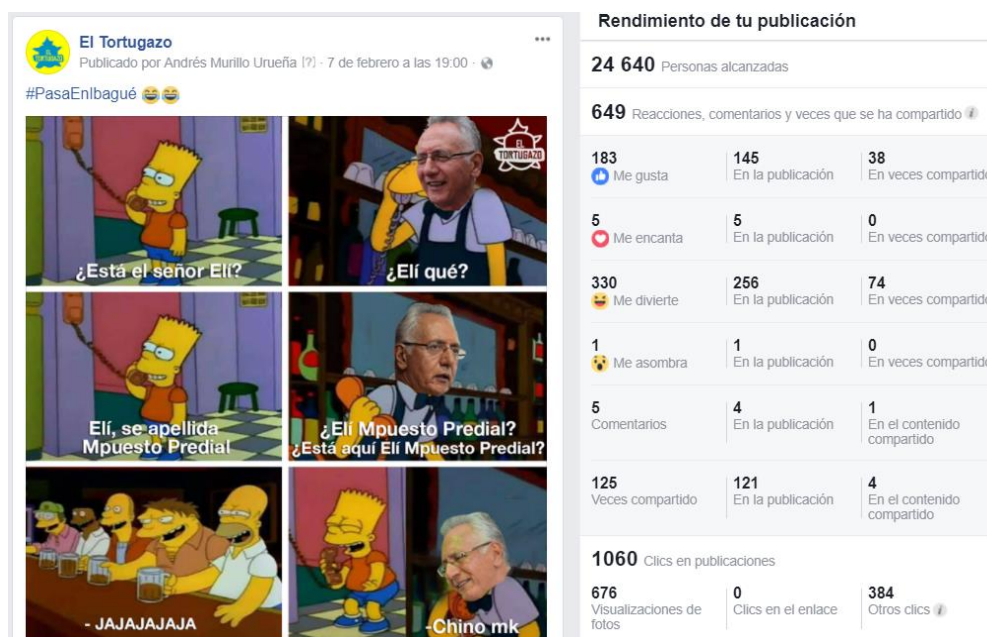 El Tortugazo
Publicado por Andrés Murillo Urueña [?] · 7 de febrero a las 19:00 ·
#PasaEnIbagué
EL
TORTUGAZO
¿Está el señor Elí?
¿Elí qué?
Elí, se apellida
Mpuesto Predial
¿Elí Mpuesto Predial?
¿Está aquí Elí Mpuesto Predial?
- JAJAJAJAJA
-Chino mk
Rendimiento de tu publicación
24 640 Personas alcanzadas
649 Reacciones, comentarios y veces que se ha compartido
183
Me gusta
145
En la publicación
38
En veces compartido
5
Me encanta
5
En la publicación
0
En veces compartido
330
Me divierte
256
En la publicación
74
En veces compartido
1
Me asombra
1
En la publicación
0
En veces compartido
5
Comentarios
4
En la publicación
1
En el contenido
compartido
125
Veces compartido
121
En la publicación
4
En el contenido
compartido
1060 Clics en publicaciones
676
Visualizaciones de
fotos
0
Clics en el enlace
384
Otros clics